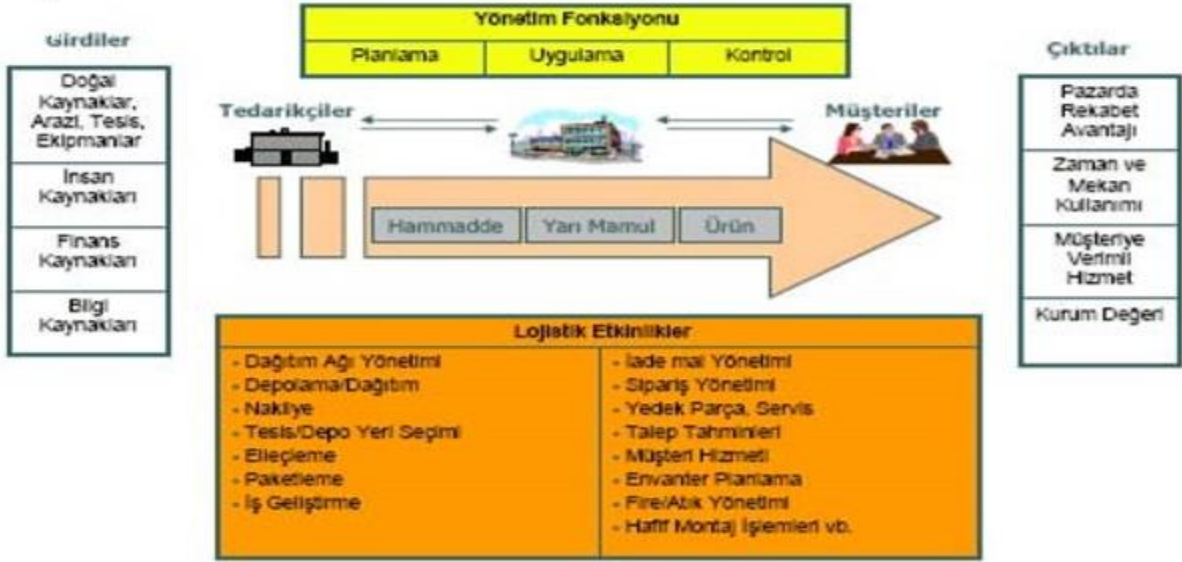 Girdiler
Doğal
Kaynaklar,
Arazi, Tesis,
Ekipmanlar
İnsan
Kaynakları
Finans
Kaynakları
Bilgi
Kaynakları
Yönetim Fonksiyonu
Planlama
Uygulama
Kontrol
Tedarikçiler
Müşteriler
Hammadde
Yarı Mamul
Ürün
Lojistik Etkinlikler
- Dağıtım Ağı Yönetimi
- Depolama/Dağıtım
- Nakliye
- Tesis/Depo Yeri Seçimi
- Elleçleme
- Paketleme
- İş Geliştirme
- İade mal Yönetimi
- Sipariş Yönetimi
- Yedek Parça, Servis
- Talep Tahminleri
- Müşteri Hizmeti
- Envanter Planlama
- Fire/Atık Yönetimi
- Hafif Montaj İşlemleri vb.
Çıktılar
Pazarda
Rekabet
Avantajı
Zaman ve
Mekan
Kullanımı
Müşteriye
Verimli
Hizmet
Kurum Değeri